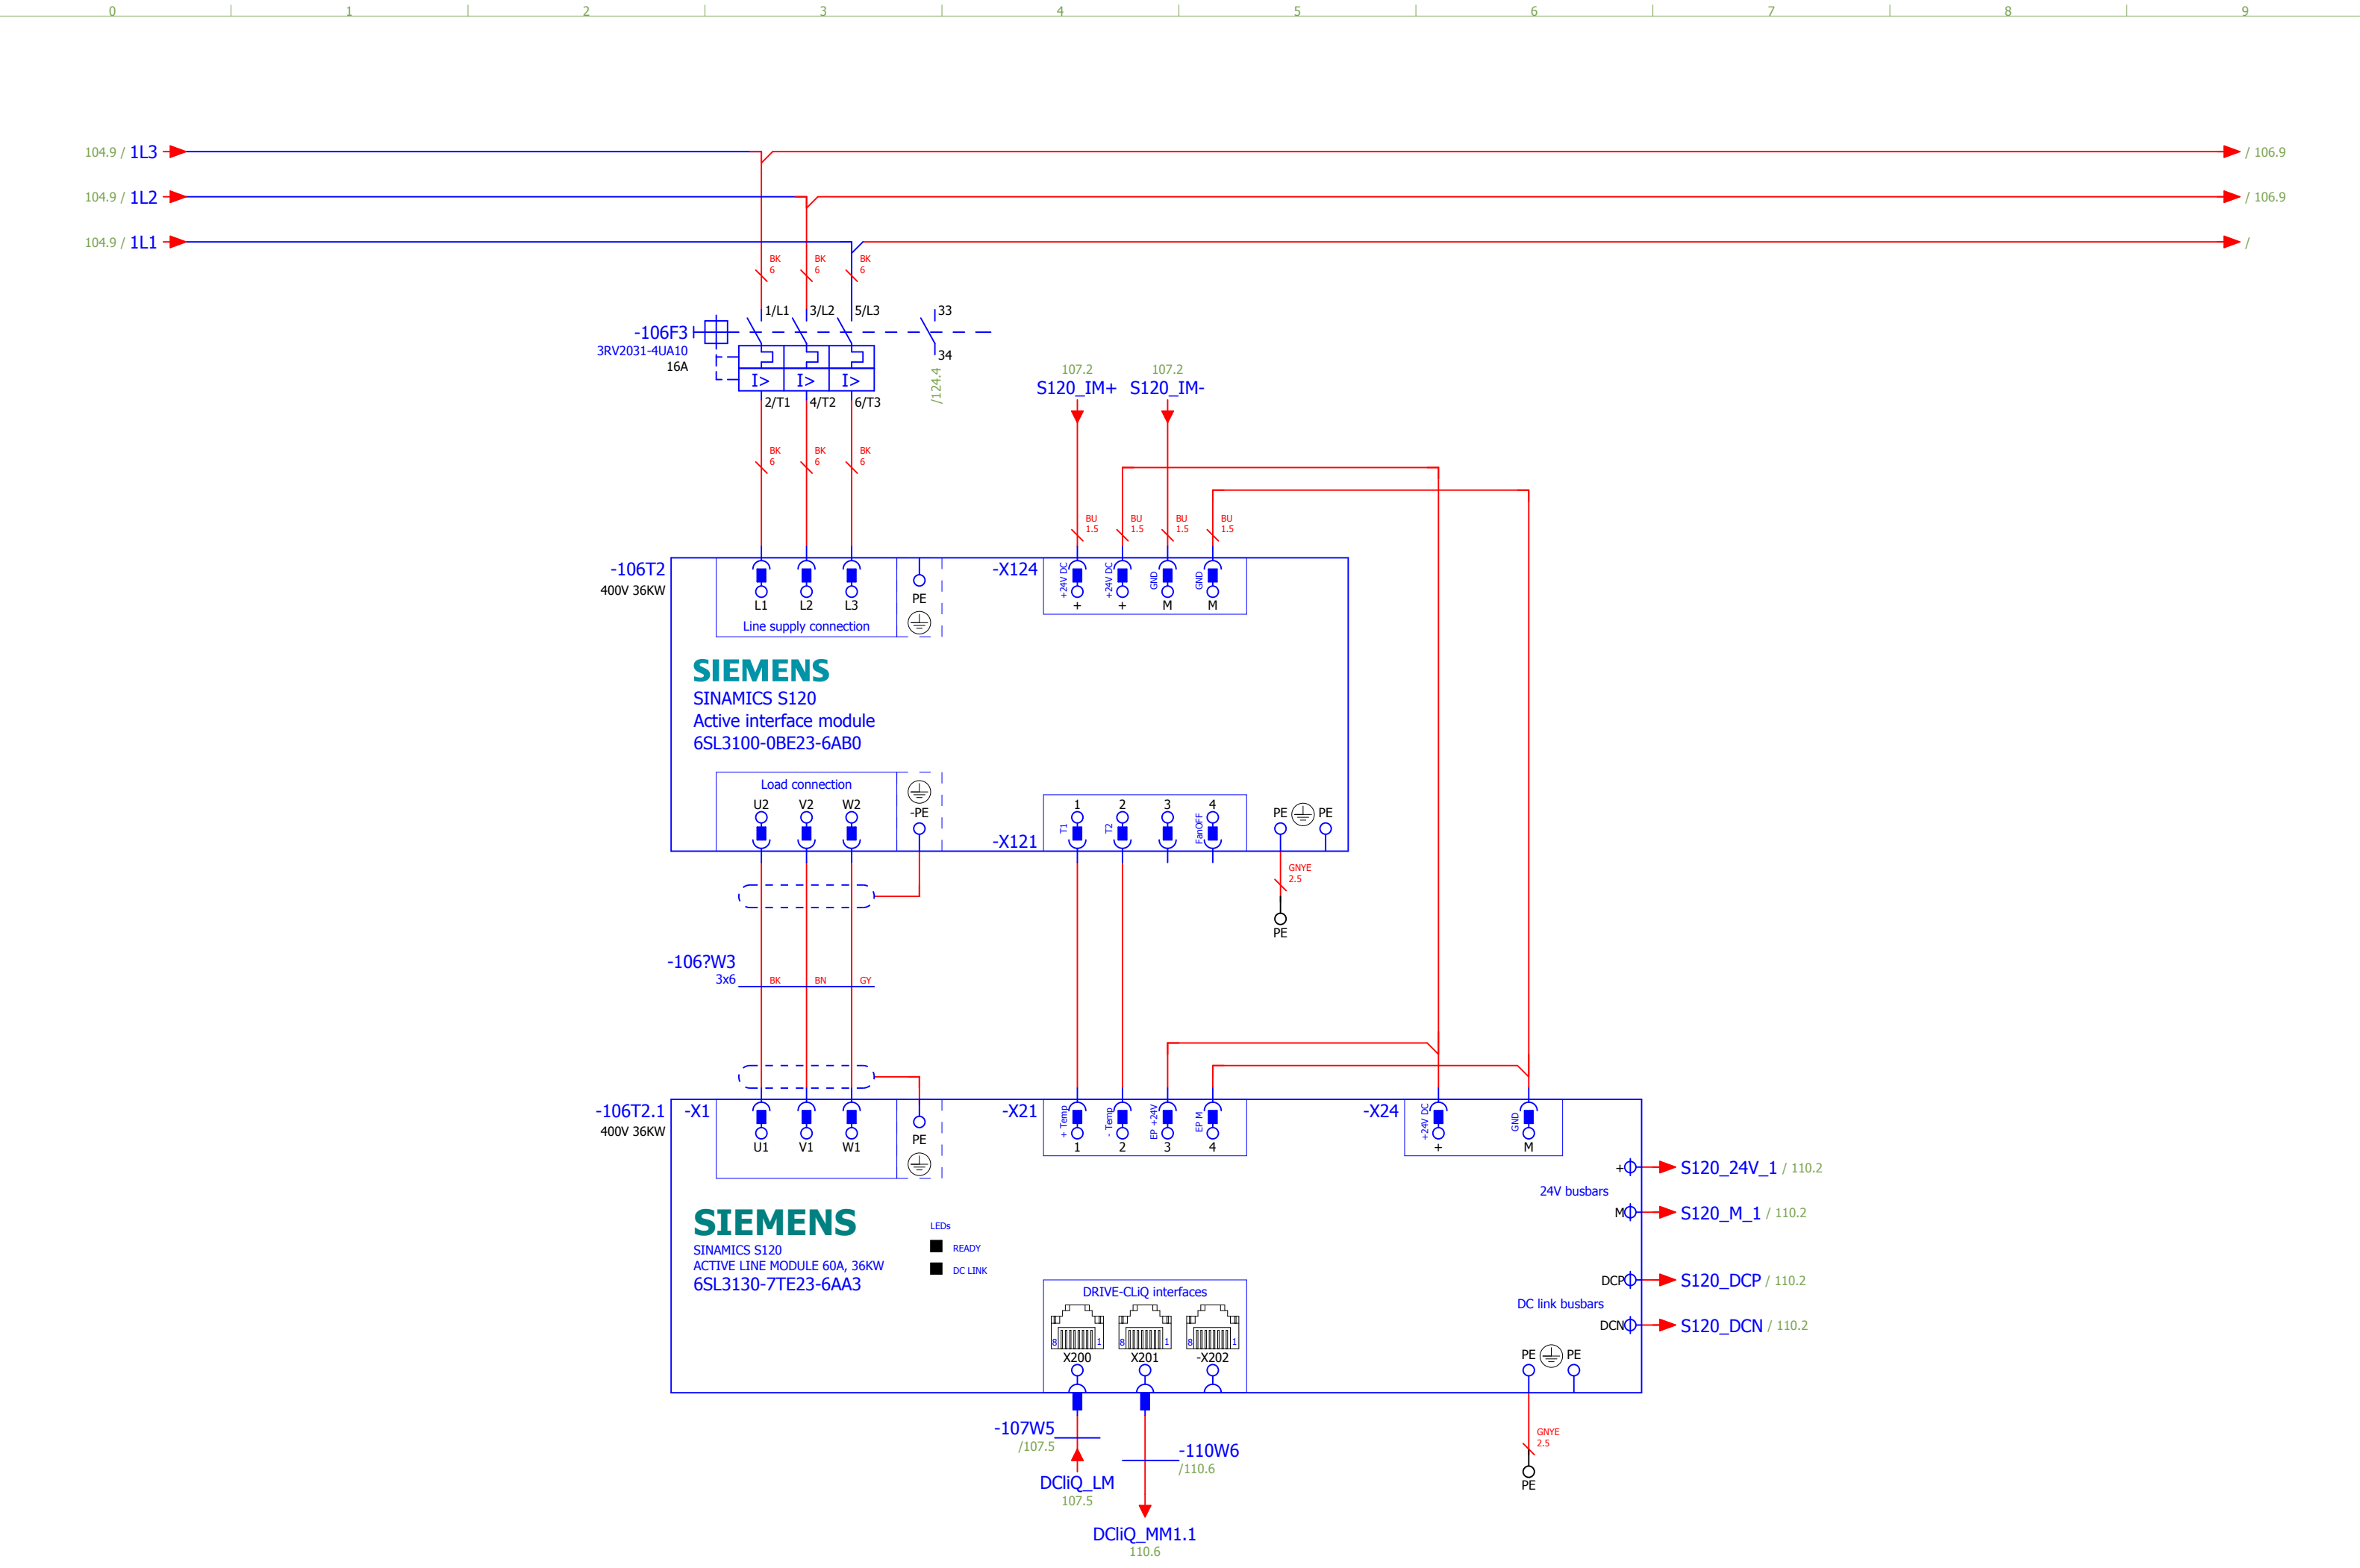 0 1 2 3 4 5 6 7 8 9
104.9 / 1L3 / 106.9
104.9 / 1L2 / 106.9
104.9 / 1L1 /
BK BK BK
6 6 6
1/L1 3/L2 5/L3 33
-106F3
3RV2031-4UA10
16A
34
I> I> I>
2/T1 4/T2 6/T3
/124.4
107.2 107.2
S120_IM+ S120_IM-
BK BK BK
6 6 6
BU BU BU BU
1.5 1.5 1.5 1.5
-106T2
400V 36KW
L1 L2 L3 PE
Line supply connection
-X124
+24V DC +24V DC GND GND
+ + M M
SIEMENS
SINAMICS S120
Active interface module
6SL3100-0BE23-6AB0
Load connection
U2 V2 W2 -PE
-X121
1 2 3 4
T1 T2 FanOFF
PE PE
GNYE
2.5
PE
-106?W3
3x6
BK BN GY
-106T2.1
400V 36KW
-X1
U1 V1 W1 PE
-X21
+ Temp - Temp EP +24V EP M
1 2 3 4
-X24
+24V DC GND
+ M
+ S120_24V_1 / 110.2
24V busbars
M S120_M_1 / 110.2
DCP S120_DCP / 110.2
DC link busbars
DCN S120_DCN / 110.2
SIEMENS
SINAMICS S120
ACTIVE LINE MODULE 60A, 36KW
6SL3130-7TE23-6AA3
LEDs
READY
DC LINK
DRIVE-CLiQ interfaces
8 1 8 1 8 1
X200 X201 -X202
PE PE
GNYE
2.5
PE
-107W5
/107.5
-110W6
/110.6
DCliQ_LM
107.5
DCliQ_MM1.1
110.6